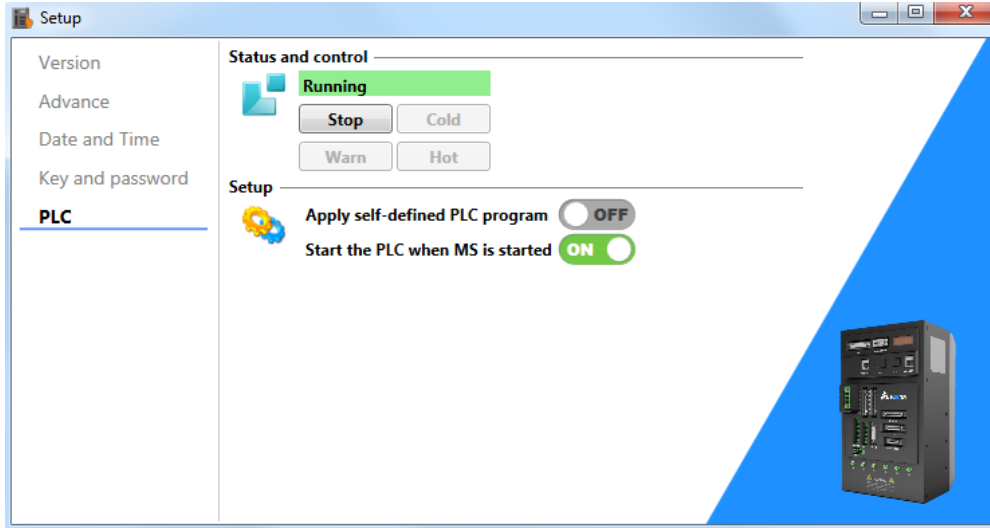 Setup
Version
Advance
Date and Time
Key and password
PLC
Status and control
Running
Stop Cold
Warn Hot
Setup
Apply self-defined PLC program OFF
Start the PLC when MS is started ON